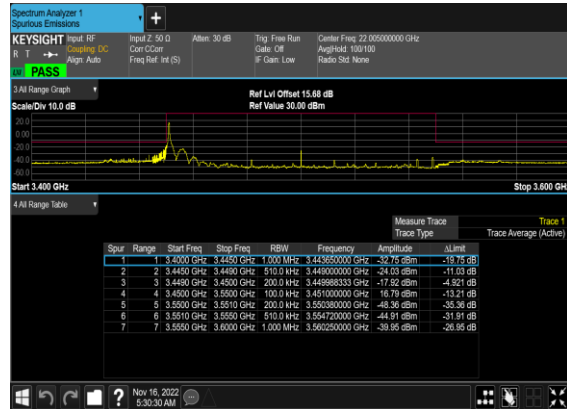 Spectrum Analyzer 1
Spurious Emissions
KEYSIGHT Input: RF Input Z: 50 Ω Atten: 30 dB Trig: Free Run Center Freq: 22.005000000 GHz
R T Coupling: DC Corr CCorr Gate: Off Avg|Hold: 100/100
Align: Auto Freq Ref: Int (S) IF Gain: Low Radio Std: None
PASS
3 All Range Graph
Ref Lvl Offset 15.68 dB
Scale/Div 10.0 dB Ref Value 30.00 dBm
20.0
0.00
-20.0
-40.0
-60.0
Start 3.400 GHz Stop 3.600 GHz
4 All Range Table
Measure Trace Trace 1
Trace Type Trace Average (Active)
Spur Range Start Freq Stop Freq RBW Frequency Amplitude ΔLimit
1 1 3.4000 GHz 3.4450 GHz 1.000 MHz 3.443650000 GHz -32.75 dBm -19.75 dB
2 2 3.4450 GHz 3.4490 GHz 510.0 kHz 3.449000000 GHz -24.03 dBm -11.03 dB
3 3 3.4490 GHz 3.4500 GHz 200.0 kHz 3.449988333 GHz -17.92 dBm -4.921 dB
4 4 3.4500 GHz 3.5500 GHz 100.0 kHz 3.451000000 GHz 16.79 dBm -13.21 dB
5 5 3.5500 GHz 3.5510 GHz 200.0 kHz 3.550380000 GHz -48.36 dBm -35.36 dB
6 6 3.5510 GHz 3.5550 GHz 510.0 kHz 3.554720000 GHz -44.91 dBm -31.91 dB
7 7 3.5550 GHz 3.6000 GHz 1.000 MHz 3.560250000 GHz -39.95 dBm -26.95 dB
?
Nov 16, 2022
5:30:30 AM